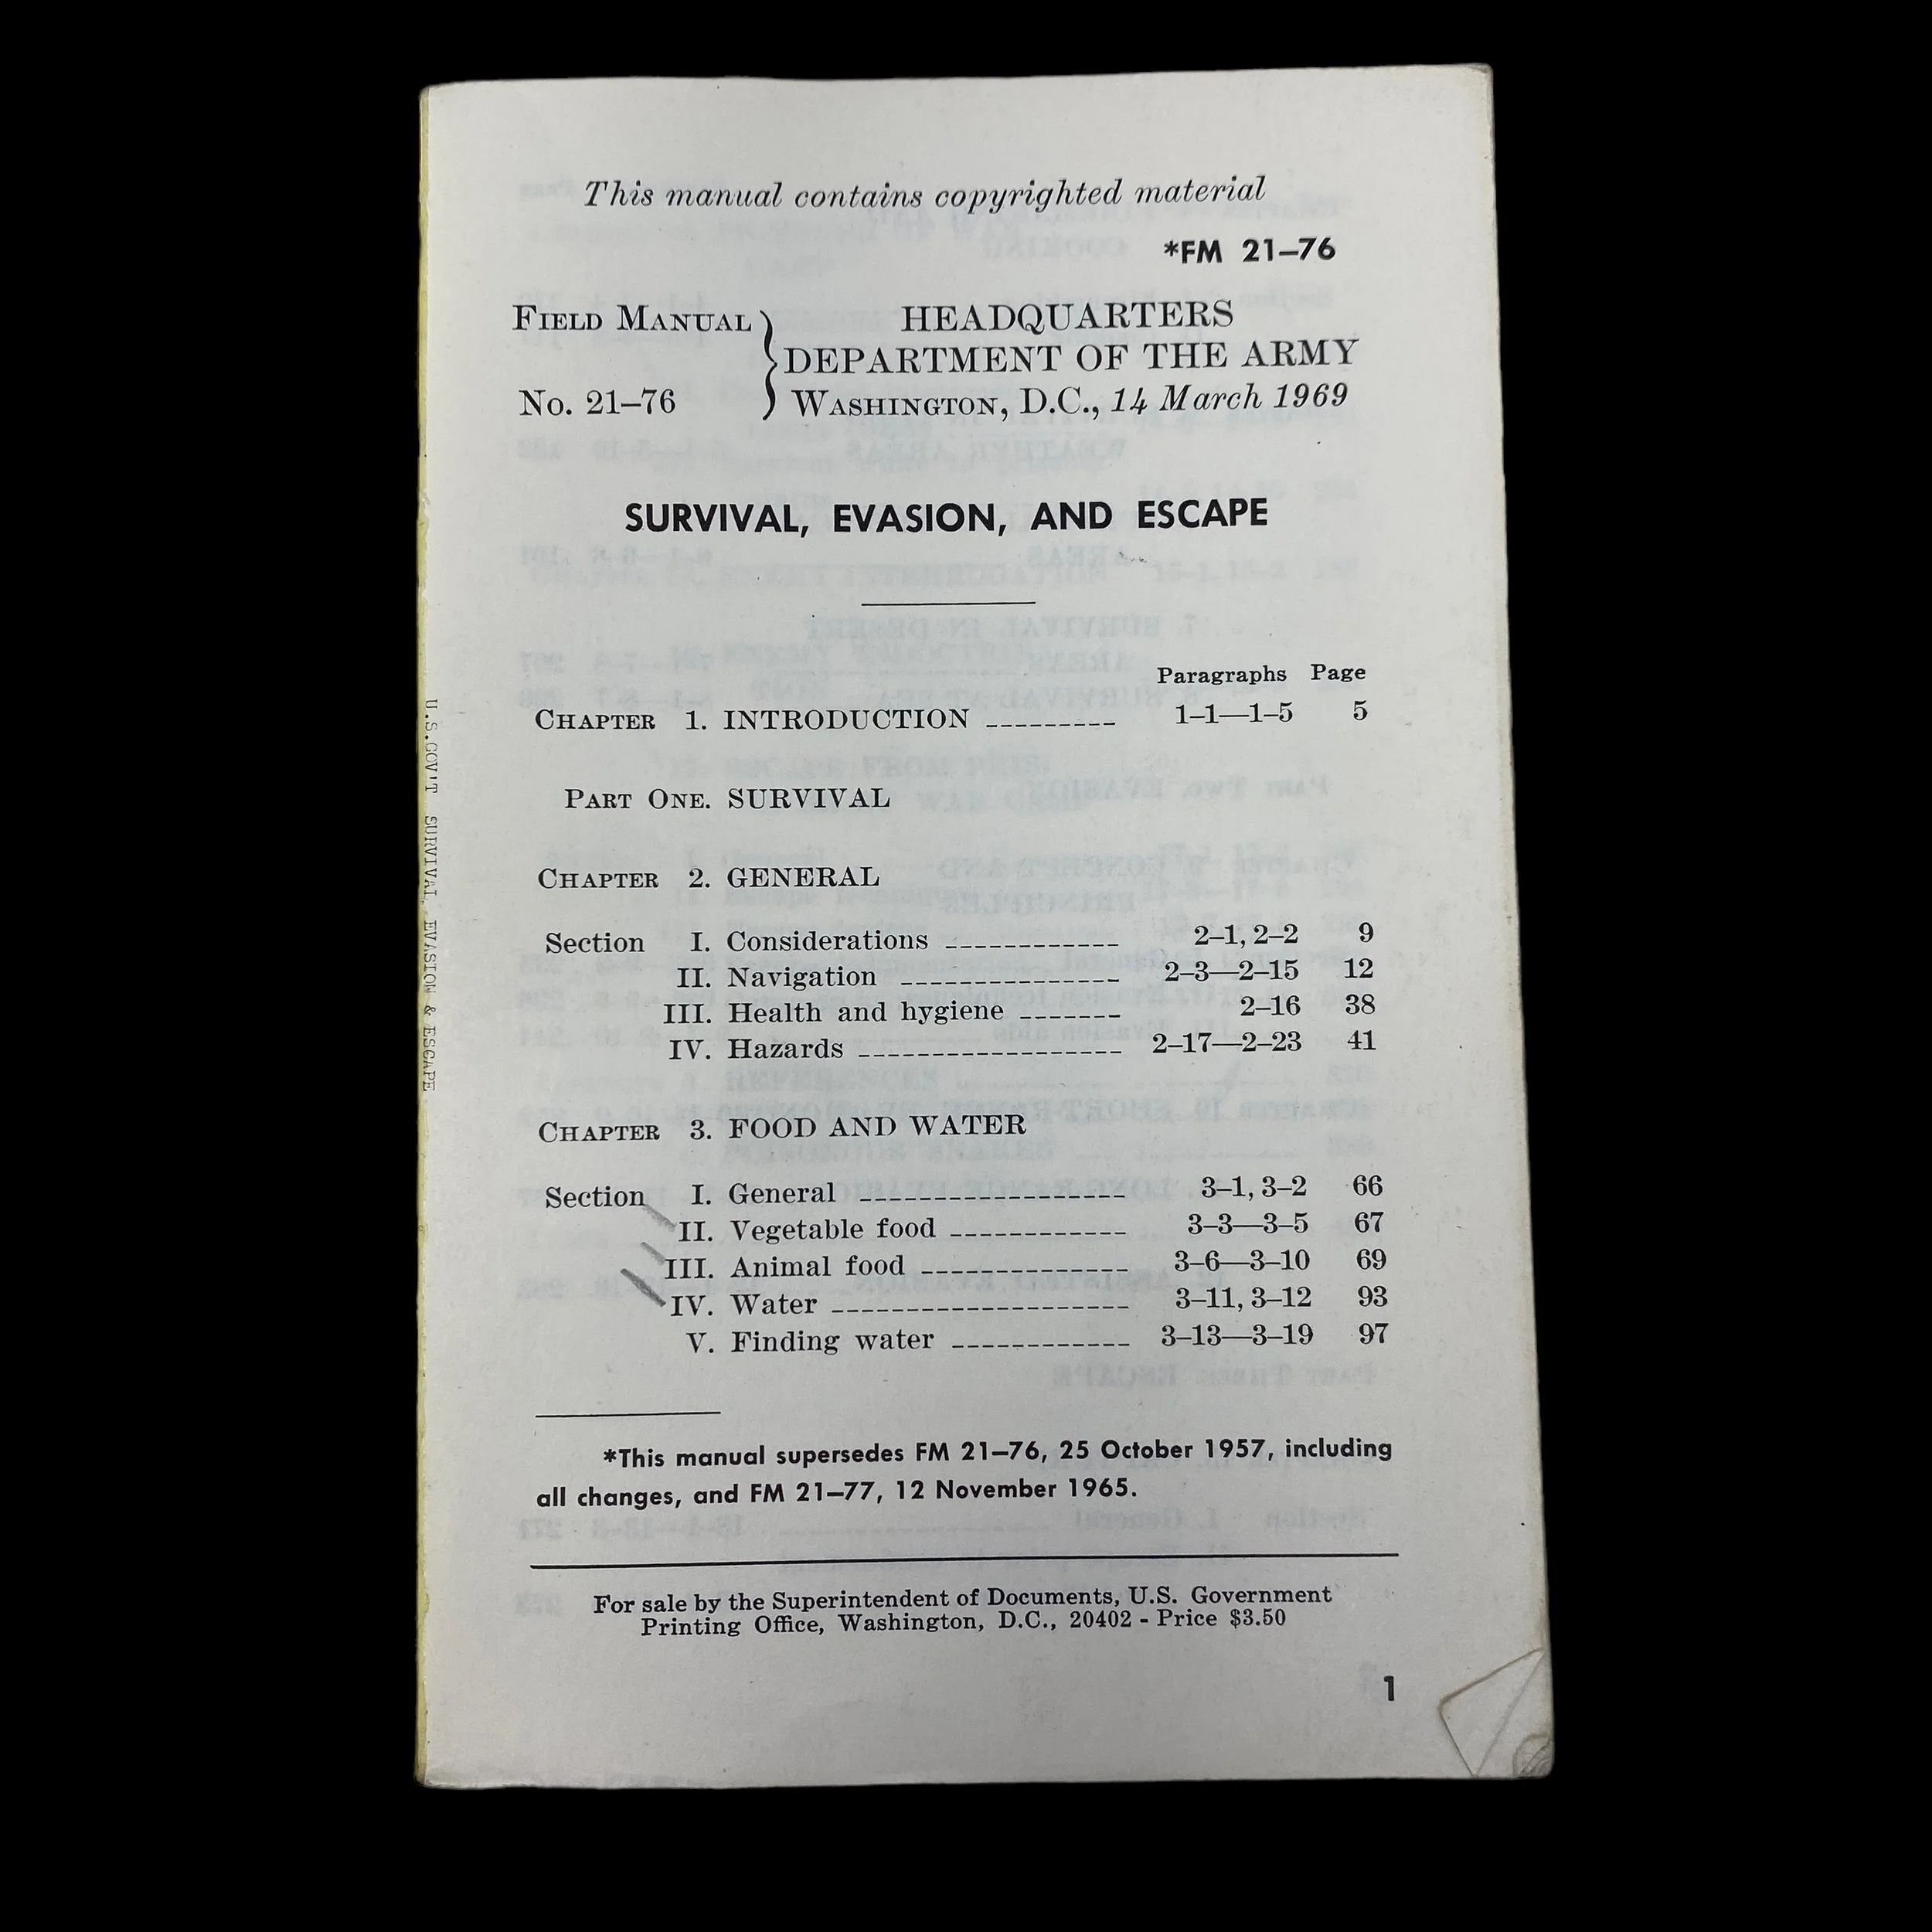 This manual contains copyrighted material
*FM 21–76
FIELD MANUAL
No. 21–76
HEADQUARTERS
DEPARTMENT OF THE ARMY
WASHINGTON, D.C., 14 March 1969
SURVIVAL, EVASION, AND ESCAPE
Paragraphs Page
CHAPTER 1. INTRODUCTION --------- 1–1—1–5 5
PART ONE. SURVIVAL
CHAPTER 2. GENERAL
Section I. Considerations ------------ 2–1, 2–2 9
II. Navigation --------------- 2–3—2–15 12
III. Health and hygiene ------- 2–16 38
IV. Hazards ------------------ 2–17—2–23 41
CHAPTER 3. FOOD AND WATER
Section I. General ------------------ 3–1, 3–2 66
II. Vegetable food ------------ 3–3—3–5 67
III. Animal food -------------- 3–6—3–10 69
IV. Water -------------------- 3–11, 3–12 93
V. Finding water ------------ 3–13—3–19 97
*This manual supersedes FM 21–76, 25 October 1957, including
all changes, and FM 21–77, 12 November 1965.
For sale by the Superintendent of Documents, U.S. Government
Printing Office, Washington, D.C., 20402 - Price $3.50
1
U.S.GOV'T SURVIVAL, EVASION & ESCAPE